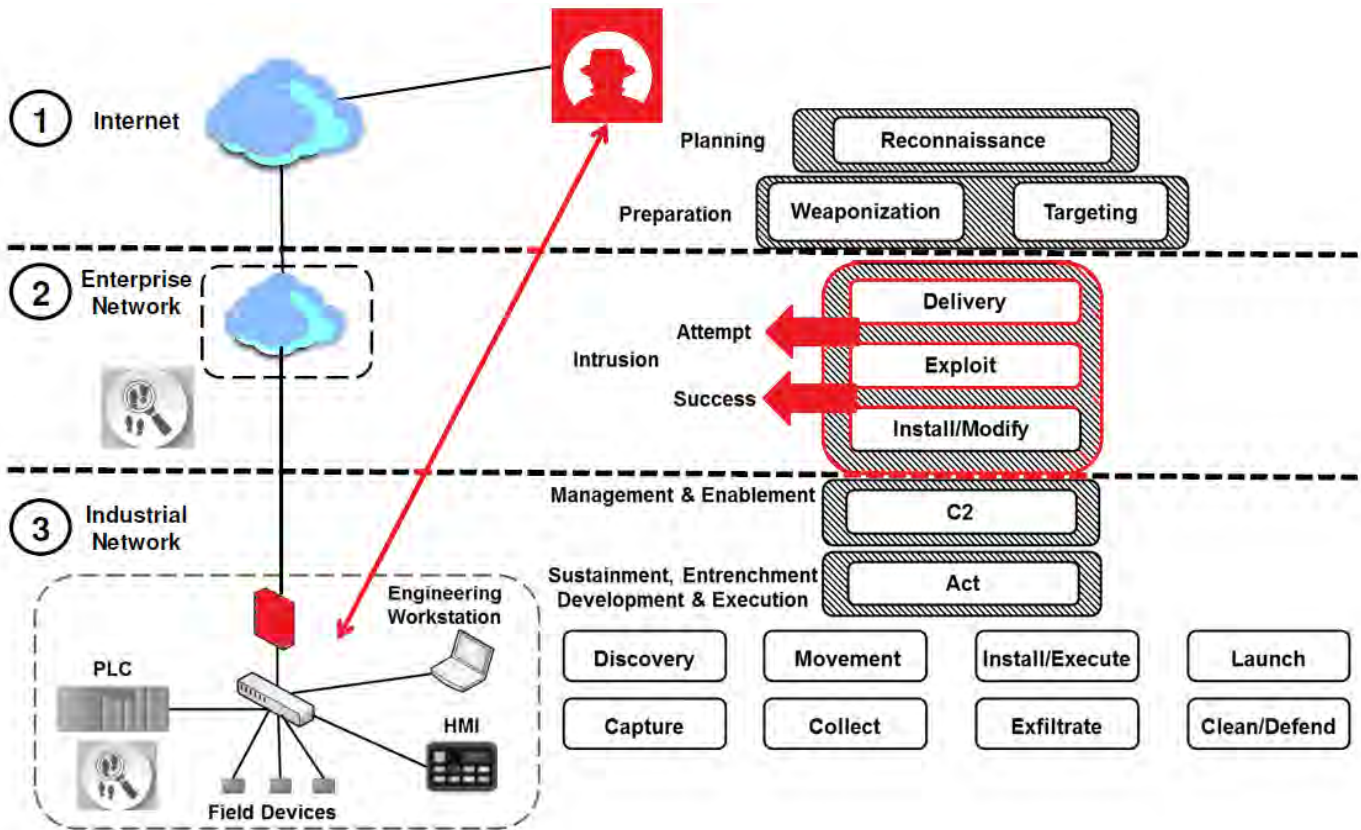 1
Internet
Planning
Reconnaissance
Preparation
Weaponization
Targeting
2
Enterprise
Network
Delivery
Attempt
Intrusion
Exploit
Success
Install/Modify
3
Industrial
Network
Management & Enablement
C2
Sustainment, Entrenchment
Development & Execution
Act
Engineering
Workstation
PLC
HMI
Field Devices
Discovery
Movement
Install/Execute
Launch
Capture
Collect
Exfiltrate
Clean/Defend